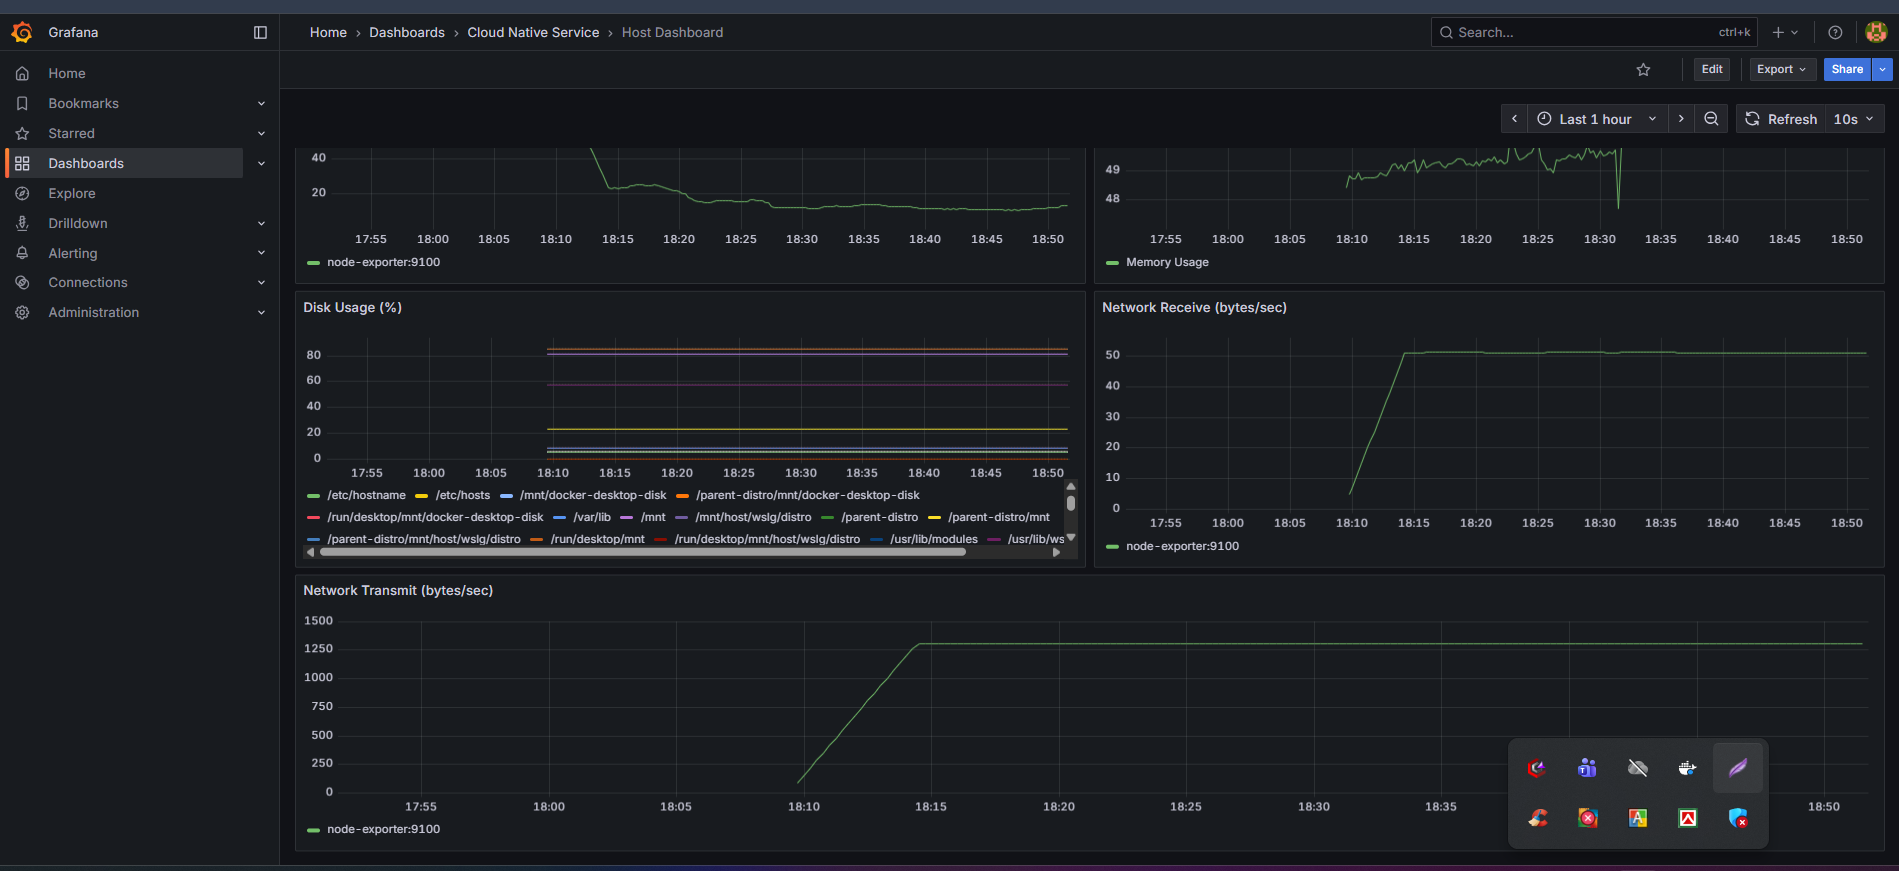 Grafana
Home › Dashboards › Cloud Native Service › Host Dashboard
Search... ctrl+k
Home
Bookmarks
Starred
Dashboards
Explore
Drilldown
Alerting
Connections
Administration
Edit Export Share
Last 1 hour Refresh 10s
40
20
17:55 18:00 18:05 18:10 18:15 18:20 18:25 18:30 18:35 18:40 18:45 18:50
node-exporter:9100
49
48
17:55 18:00 18:05 18:10 18:15 18:20 18:25 18:30 18:35 18:40 18:45 18:50
Memory Usage
Disk Usage (%)
80
60
40
20
0
17:55 18:00 18:05 18:10 18:15 18:20 18:25 18:30 18:35 18:40 18:45 18:50
/etc/hostname /etc/hosts /mnt/docker-desktop-disk /parent-distro/mnt/docker-desktop-disk
/run/desktop/mnt/docker-desktop-disk /var/lib /mnt /mnt/host/wslg/distro /parent-distro /parent-distro/mnt
/parent-distro/mnt/host/wslg/distro /run/desktop/mnt /run/desktop/mnt/host/wslg/distro /usr/lib/modules /usr/lib/ws
Network Receive (bytes/sec)
50
40
30
20
10
0
17:55 18:00 18:05 18:10 18:15 18:20 18:25 18:30 18:35 18:40 18:45 18:50
node-exporter:9100
Network Transmit (bytes/sec)
1500
1250
1000
750
500
250
0
17:55 18:00 18:05 18:10 18:15 18:20 18:25 18:30 18:35 18:50
node-exporter:9100